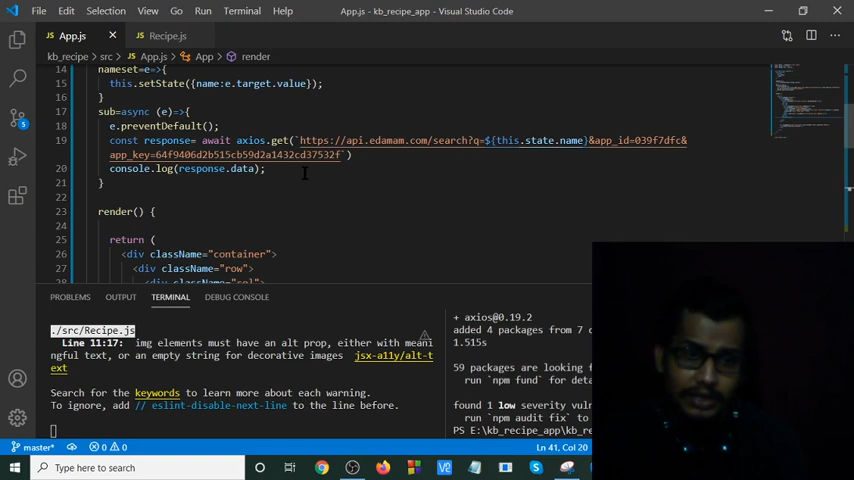 File Edit Selection View Go Run Terminal Help App.js - kb_recipe_app - Visual Studio Code
App.js Recipe.js
kb_recipe > src > App.js > App > render
14 nameset=e=>{
15 this.setState({name:e.target.value});
16 }
17 sub=async (e)=>{
18 e.preventDefault();
19 const response= await axios.get(`https://api.edamam.com/search?q=${this.state.name}&app_id=039f7dfc&
app_key=64f9406d2b515cb59d2a1432cd37532f`)
20 console.log(response.data);
21 }
22
23 render() {
24
25 return (
26 <div className="container">
27 <div className="row">
28 <div className="col">
PROBLEMS OUTPUT TERMINAL DEBUG CONSOLE
./src/Recipe.js
Line 11:17: img elements must have an alt prop, either with meani
ngful text, or an empty string for decorative images jsx-a11y/alt-t
ext
Search for the keywords to learn more about each warning.
To ignore, add // eslint-disable-next-line to the line before.
+ axios@0.19.2
added 4 packages from 7 c
1.515s
59 packages are looking f
run `npm fund` for deta
found 1 low severity vuln
run `npm audit fix` to
PS E:\kb_recipe_app\kb_re
5
master* 0 0 Ln 41, Col 20
Type here to search